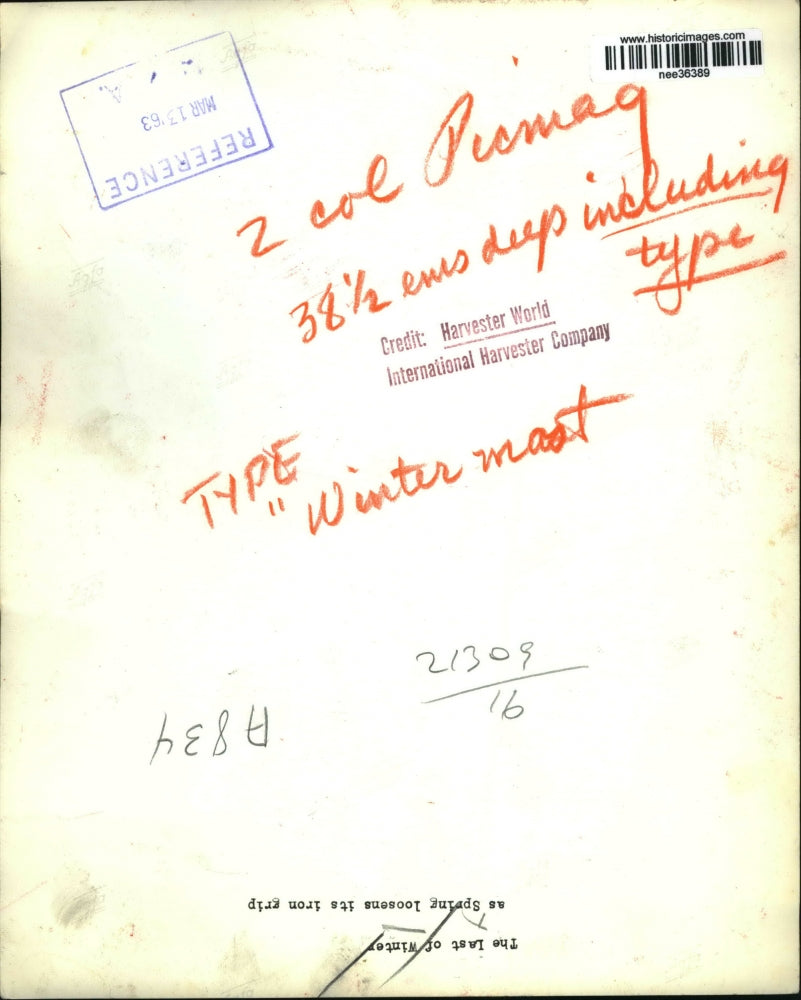 www.historicimages.com
nee36389
REFERENCE
MAR 13 '63
A.
2 col Picmag
38 1/2 ems deep including
type
Credit: Harvester World
International Harvester Company
TYPE
" Winter mast
21309
16
A834
The Last of Winter
as Spring loosens its iron grip